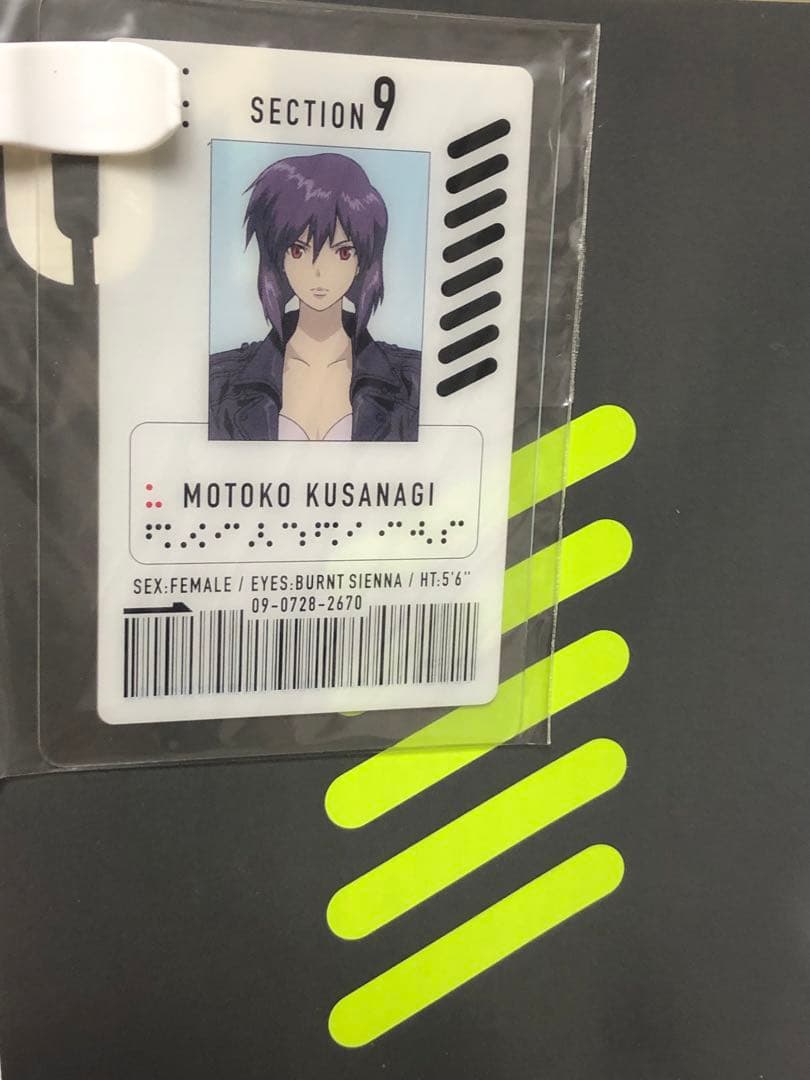 SECTION 9
MOTOKO KUSANAGI
SEX:FEMALE / EYES:BURNT SIENNA / HT:5'6"
09-0728-2670